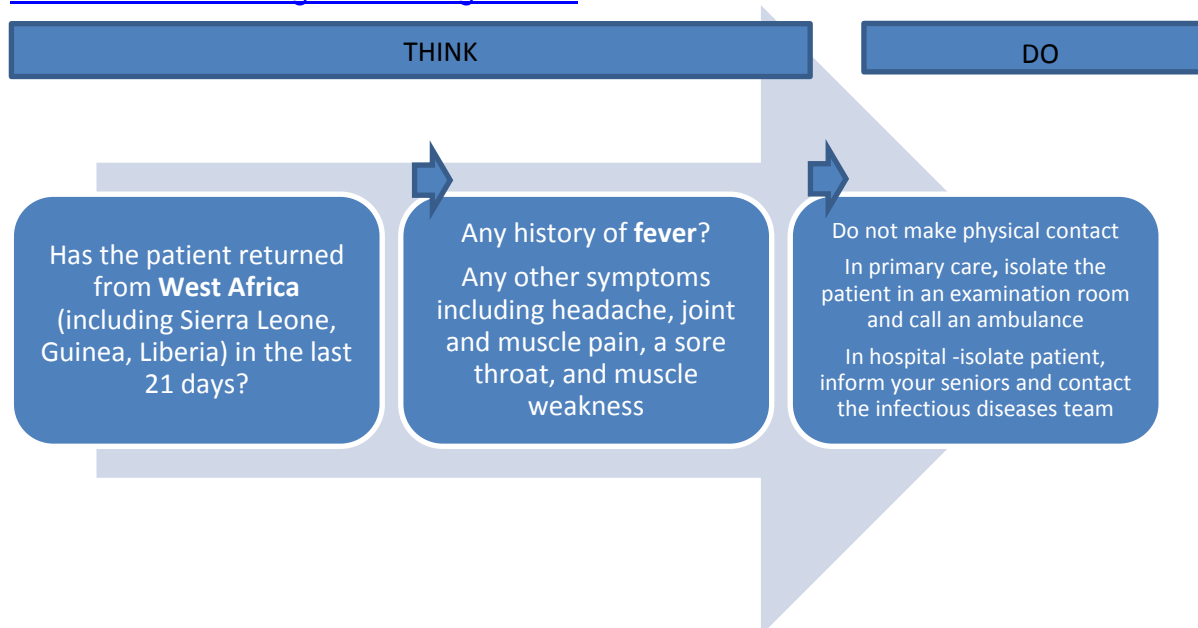 THINK
DO
Has the patient returned
from West Africa
(including Sierra Leone,
Guinea, Liberia) in the last
21 days?
Any history of fever?
Any other symptoms
including headache, joint
and muscle pain, a sore
throat, and muscle
weakness
Do not make physical contact
In primary care, isolate the
patient in an examination room
and call an ambulance
In hospital -isolate patient,
inform your seniors and contact
the infectious diseases team